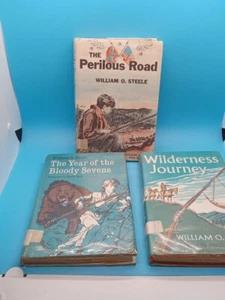 THE
Perilous Road
WILLIAM O. STEELE
The Year of the
Bloody Sevens
Wilderness
Journey
WILLIAM O.